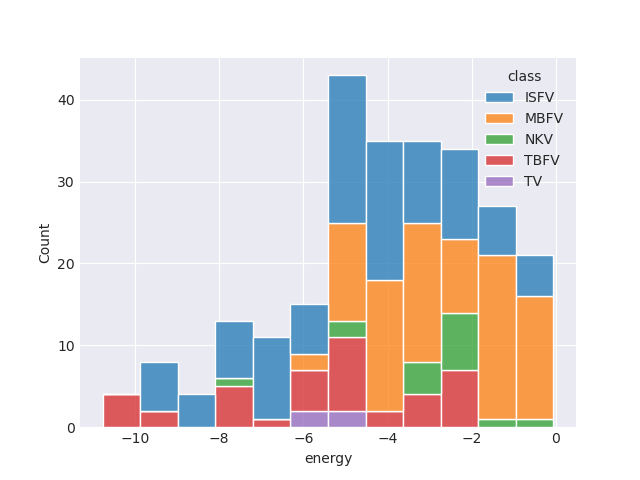 class
ISFV
MBFV
NKV
TBFV
TV
Count
40
30
20
10
0
−10
−8
−6
−4
−2
0
energy